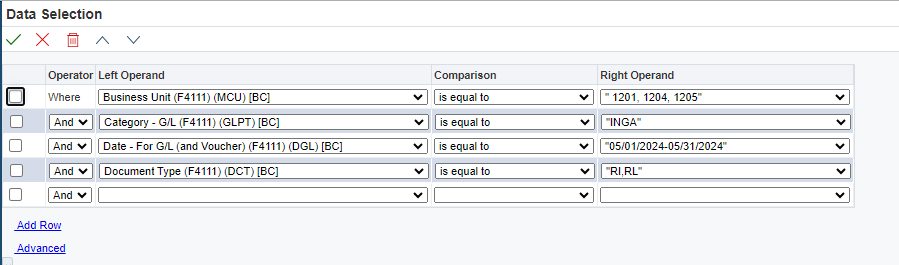 Data Selection
Operator Left Operand Comparison Right Operand
Where Business Unit (F4111) (MCU) [BC] is equal to " 1201, 1204, 1205"
And Category - G/L (F4111) (GLPT) [BC] is equal to "INGA"
And Date - For G/L (and Voucher) (F4111) (DGL) [BC] is equal to "05/01/2024-05/31/2024"
And Document Type (F4111) (DCT) [BC] is equal to "RI,RL"
And
Add Row
Advanced